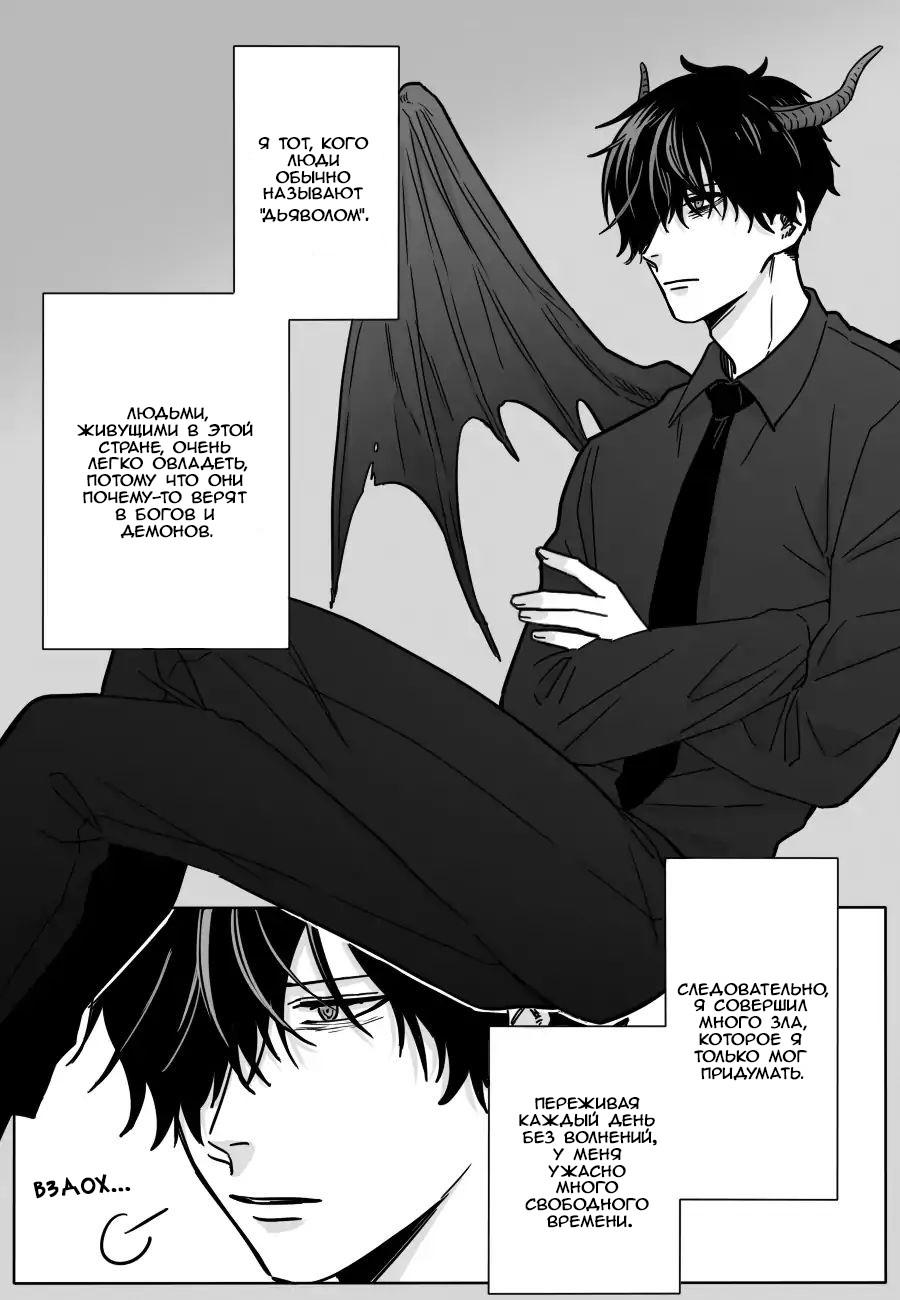 Я ТОТ, КОГО
ЛЮДИ
ОБЫЧНО
НАЗЫВАЮТ
"ДЬЯВОЛОМ".
ЛЮДЬМИ,
ЖИВУЩИМИ В ЭТОЙ
СТРАНЕ, ОЧЕНЬ
ЛЕГКО ОВЛАДЕТЬ,
ПОТОМУ ЧТО ОНИ
ПОЧЕМУ-ТО ВЕРЯТ
В БОГОВ И
ДЕМОНОВ.
СЛЕДОВАТЕЛЬНО,
Я СОВЕРШИЛ
МНОГО ЗЛА,
КОТОРОЕ Я
ТОЛЬКО МОГ
ПРИДУМАТЬ.
ПЕРЕЖИВАЯ
КАЖДЫЙ ДЕНЬ
БЕЗ ВОЛНЕНИЙ,
У МЕНЯ
УЖАСНО
МНОГО
СВОБОДНОГО
ВРЕМЕНИ.
ВЗДОХ...